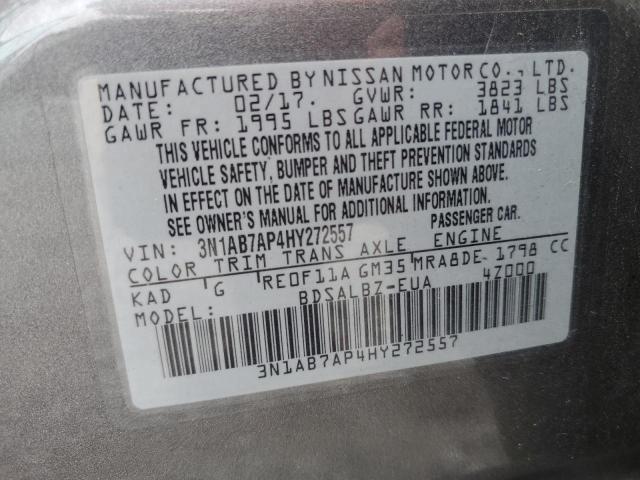 MANUFACTURED BY NISSAN MOTOR CO., LTD.
DATE: 02/17. GVWR: 3823 LBS
GAWR FR: 1995 LBS GAWR RR: 1841 LBS
THIS VEHICLE CONFORMS TO ALL APPLICABLE FEDERAL MOTOR
VEHICLE SAFETY, BUMPER AND THEFT PREVENTION STANDARDS
IN EFFECT ON THE DATE OF MANUFACTURE SHOWN ABOVE.
SEE OWNER'S MANUAL FOR ADDITIONAL INFORMATION.
VIN: 3N1AB7AP4HY272557 PASSENGER CAR.
COLOR TRIM TRANS AXLE ENGINE
KAD G RE0F11A GM35 MRA8DE 1798 CC
MODEL: BDSALBZ-EUA 4Z000
3N1AB7AP4HY272557